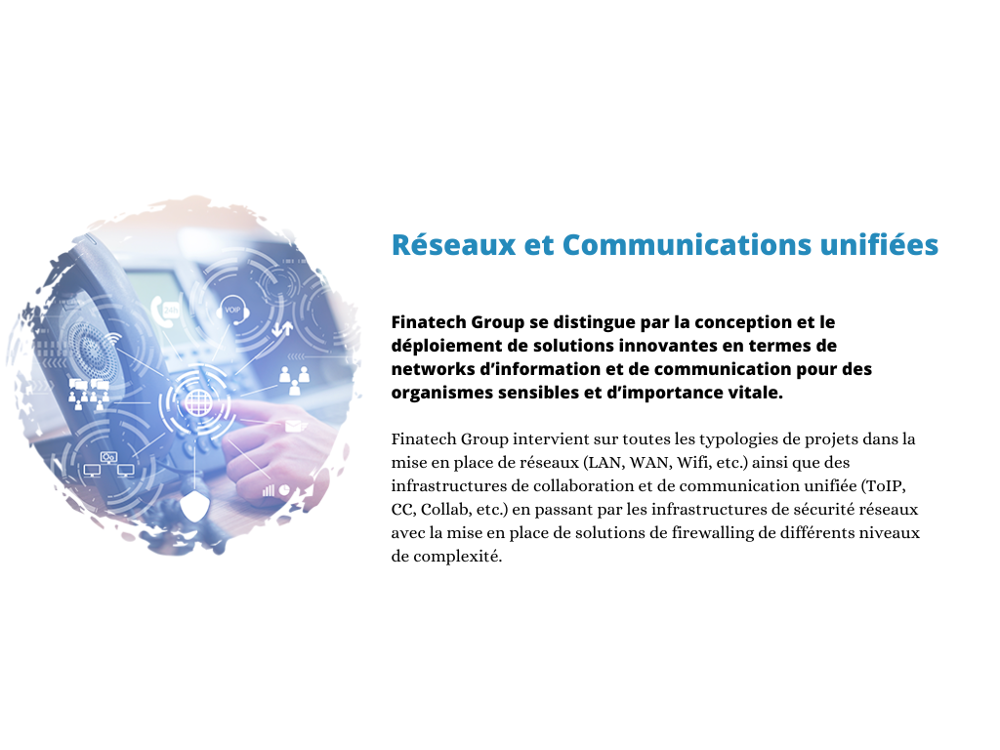 Réseaux et Communications unifiées
Finatech Group se distingue par la conception et le
déploiement de solutions innovantes en termes de
networks d’information et de communication pour des
organismes sensibles et d’importance vitale.
Finatech Group intervient sur toutes les typologies de projets dans la
mise en place de réseaux (LAN, WAN, Wifi, etc.) ainsi que des
infrastructures de collaboration et de communication unifiée (ToIP,
CC, Collab, etc.) en passant par les infrastructures de sécurité réseaux
avec la mise en place de solutions de firewalling de différents niveaux
de complexité.
24h
VOIP